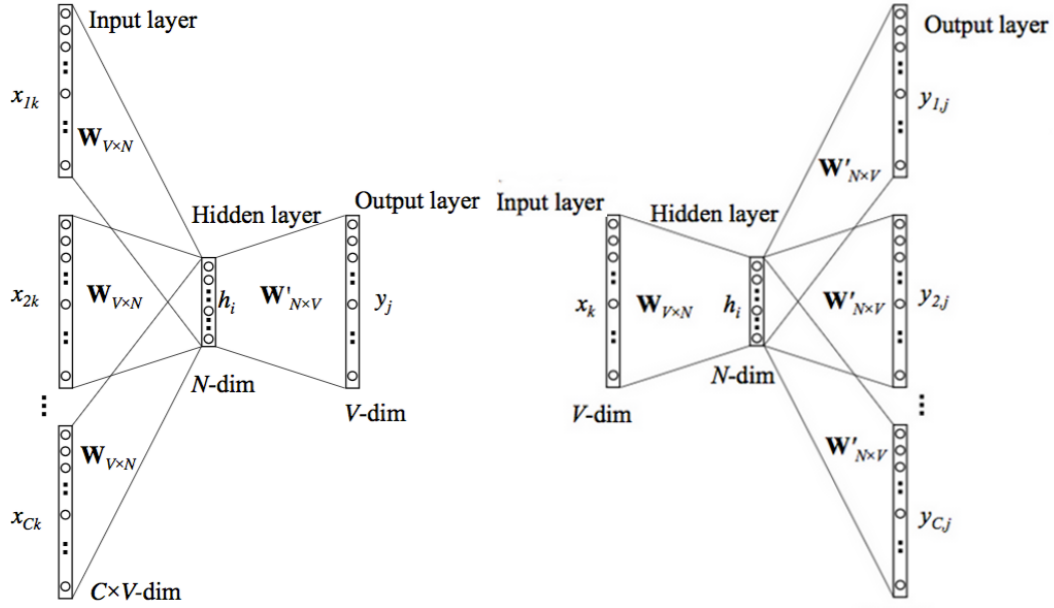 Input layer
x1k
WV×N
Hidden layer
Output layer
x2k
WV×N
hi
W'N×V
yj
N-dim
V-dim
⋮
WV×N
xCk
C×V-dim
Output layer
y1,j
W'N×V
Input layer
Hidden layer
xk
WV×N
hi
W'N×V
y2,j
N-dim
V-dim
⋮
W'N×V
yC,j